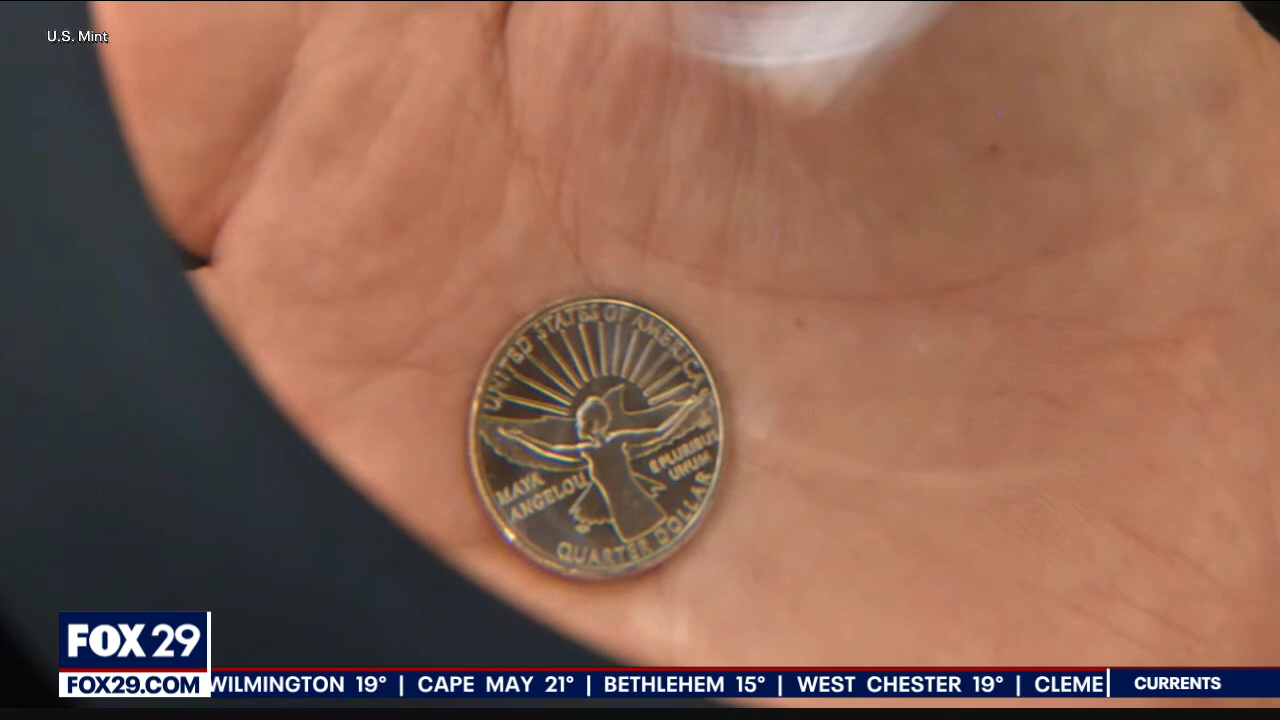 U.S. Mint
UNITED STATES OF AMERICA
MAYA
ANGELOU
E PLURIBUS
UNUM
QUARTER DOLLAR
FOX 29
FOX29.COM
WILMINGTON 19° | CAPE MAY 21° | BETHLEHEM 15° | WEST CHESTER 19° | CLEME
CURRENTS